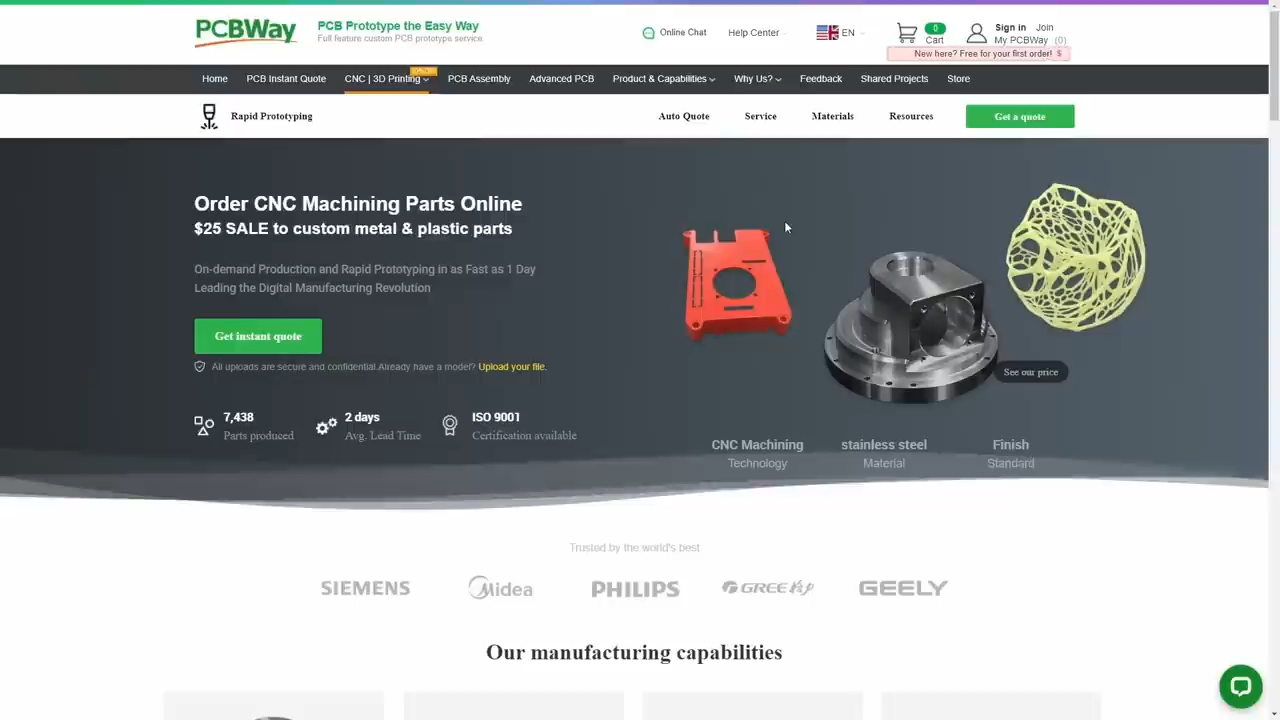 PCBWay
PCB Prototype the Easy Way
Full feature custom PCB prototype service.
Online Chat
Help Center
EN
0
Cart
Sign in Join
My PCBWay (0)
New here? Free for your first order! $
Home
PCB Instant Quote
CNC | 3D Printing
PCB Assembly
Advanced PCB
Product & Capabilities
Why Us?
Feedback
Shared Projects
Store
Rapid Prototyping
Auto Quote
Service
Materials
Resources
Get a quote
Order CNC Machining Parts Online
$25 SALE to custom metal & plastic parts
On-demand Production and Rapid Prototyping in as Fast as 1 Day
Leading the Digital Manufacturing Revolution
Get instant quote
All uploads are secure and confidential.Already have a model? Upload your file.
7,438
Parts produced
2 days
Avg. Lead Time
ISO 9001
Certification available
See our price
CNC Machining
Technology
stainless steel
Material
Finish
Standard
Trusted by the world's best
SIEMENS
Midea
PHILIPS
GREE格力
GEELY
Our manufacturing capabilities